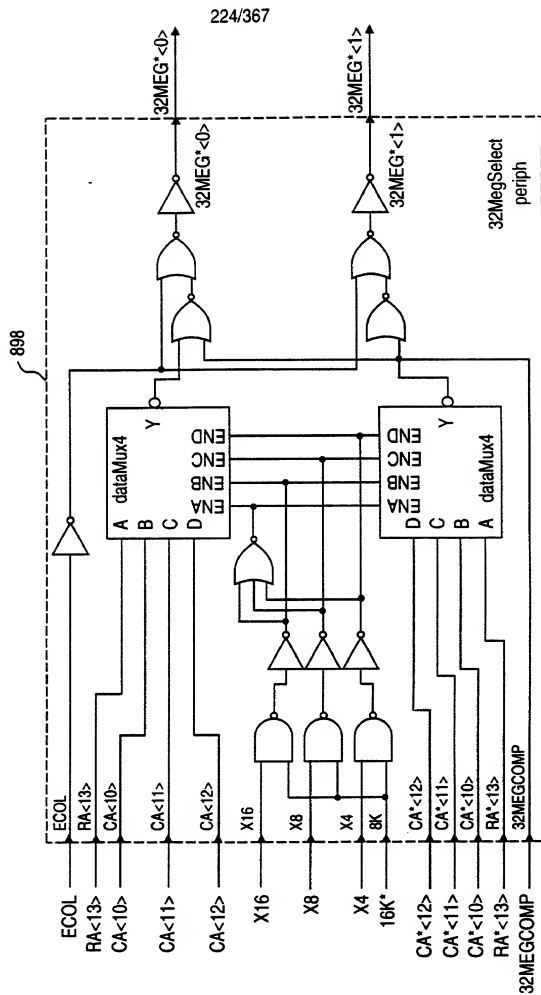 224/367
898
ECOL
RA<13>
CA<10>
CA<11>
CA<12>
X16
X8
X4
16K*
CA*<12>
CA*<11>
CA*<10>
RA*<13>
32MEGCOMP
ECOL
RA<13>
CA<10>
CA<11>
CA<12>
X16
X8
X4
8K
CA*<12>
CA*<11>
CA*<10>
RA*<13>
32MEGCOMP
A
B
C
D
dataMux4
Y
ENA
ENB
ENC
END
D
C
B
A
dataMux4
Y
ENA
ENB
ENC
END
32MEG*<0>
32MEG*<0>
32MEG*<1>
32MEG*<1>
32MegSelect
periph